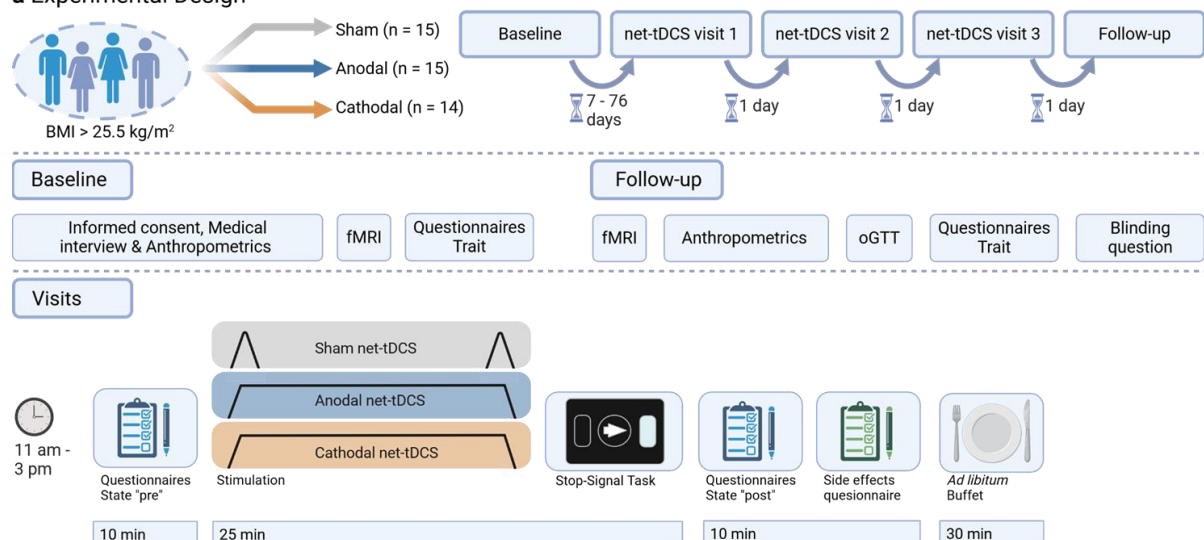 a Experimental Design
Sham (n = 15)
Anodal (n = 15)
Cathodal (n = 14)
BMI > 25.5 kg/m²
Baseline
net-tDCS visit 1
net-tDCS visit 2
net-tDCS visit 3
Follow-up
7 - 76
days
1 day
1 day
1 day
Baseline
Informed consent, Medical
interview & Anthropometrics
fMRI
Questionnaires
Trait
Follow-up
fMRI
Anthropometrics
oGTT
Questionnaires
Trait
Blinding
question
Visits
11 am -
3 pm
Questionnaires
State "pre"
Sham net-tDCS
Anodal net-tDCS
Cathodal net-tDCS
Stimulation
Stop-Signal Task
Questionnaires
State "post"
Side effects
quesionnaire
Ad libitum
Buffet
10 min
25 min
10 min
30 min